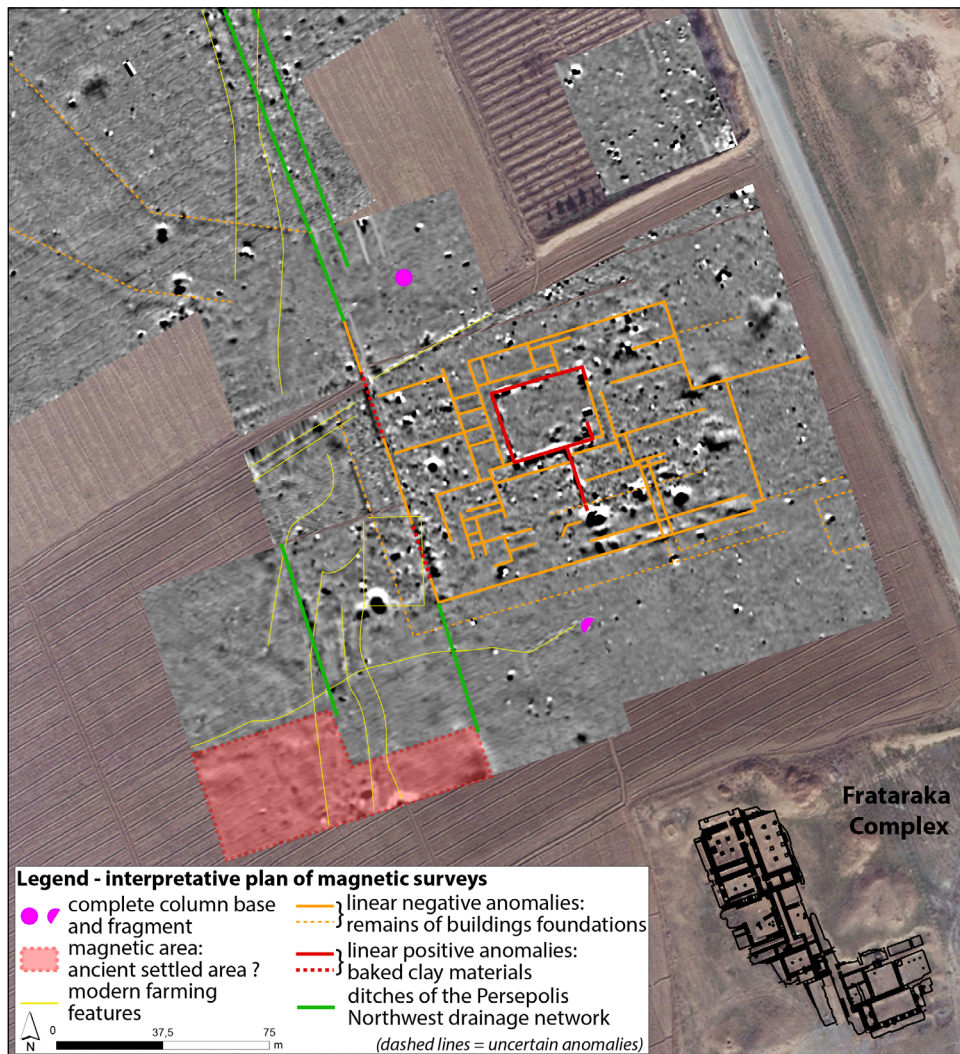 Frataraka
Complex
Legend - interpretative plan of magnetic surveys
complete column base
and fragment
magnetic area:
ancient settled area ?
modern farming
features
linear negative anomalies:
remains of buildings foundations
linear positive anomalies:
baked clay materials
ditches of the Persepolis
Northwest drainage network
(dashed lines = uncertain anomalies)
N
0 37,5 75
m